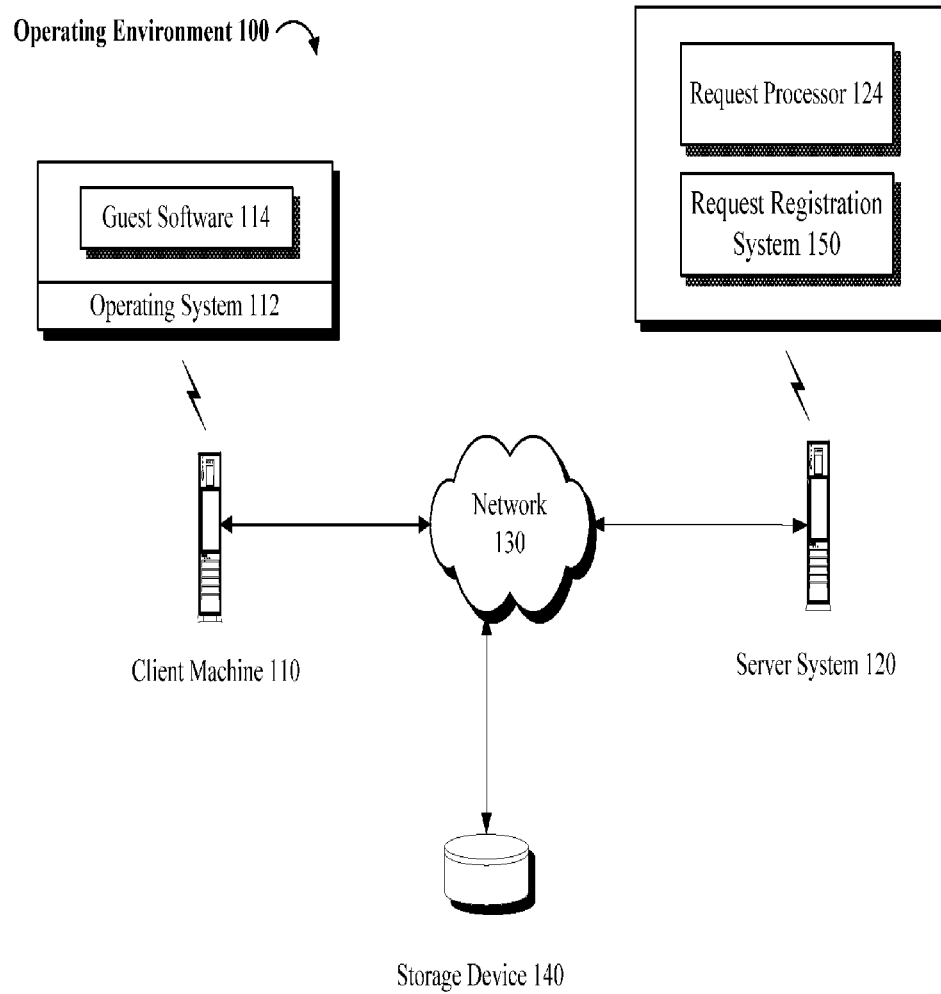 Operating Environment 100
Request Processor 124
Guest Software 114
Request Registration
System 150
Operating System 112
Network
130
Client Machine 110
Server System 120
Storage Device 140